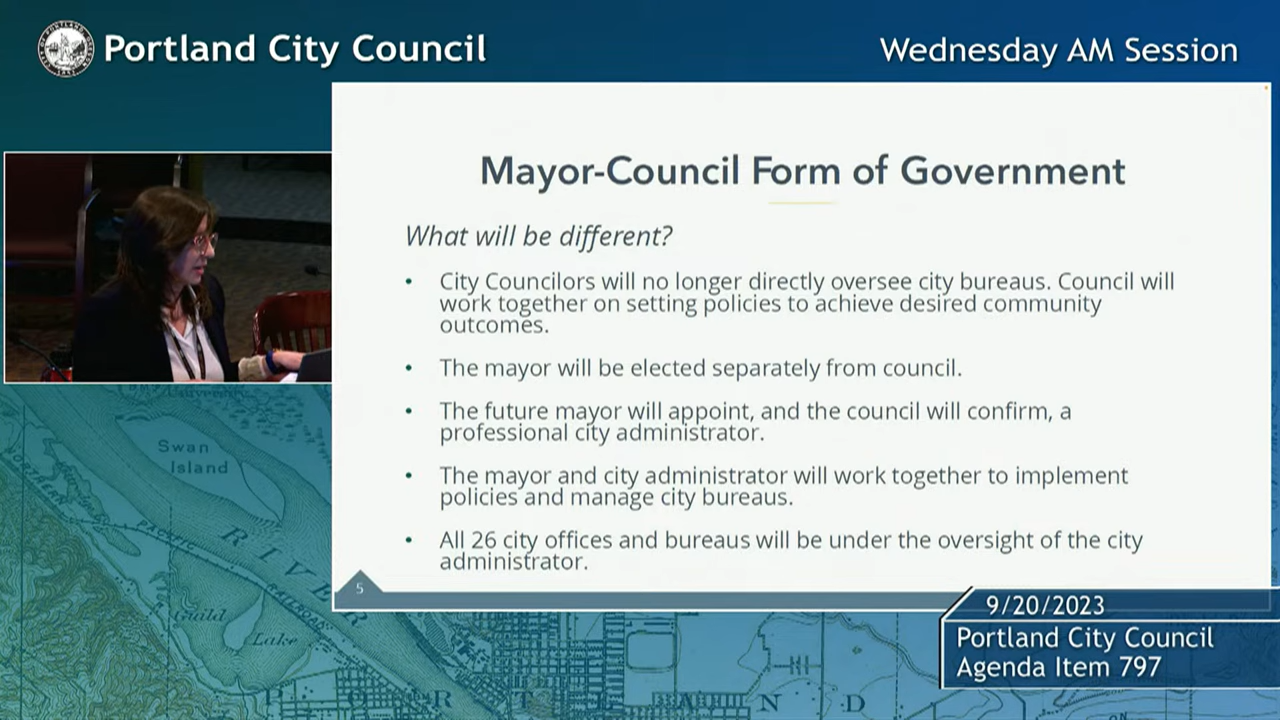 Portland City Council
Wednesday AM Session
Mayor-Council Form of Government
What will be different?
• City Councilors will no longer directly oversee city bureaus. Council will
work together on setting policies to achieve desired community
outcomes.
• The mayor will be elected separately from council.
• The future mayor will appoint, and the council will confirm, a
professional city administrator.
• The mayor and city administrator will work together to implement
policies and manage city bureaus.
• All 26 city offices and bureaus will be under the oversight of the city
administrator.
5
9/20/2023
Portland City Council
Agenda Item 797
Swan
Island
RIVER
NORTHERN
PACIFIC
RAILROAD
Guild
Lake